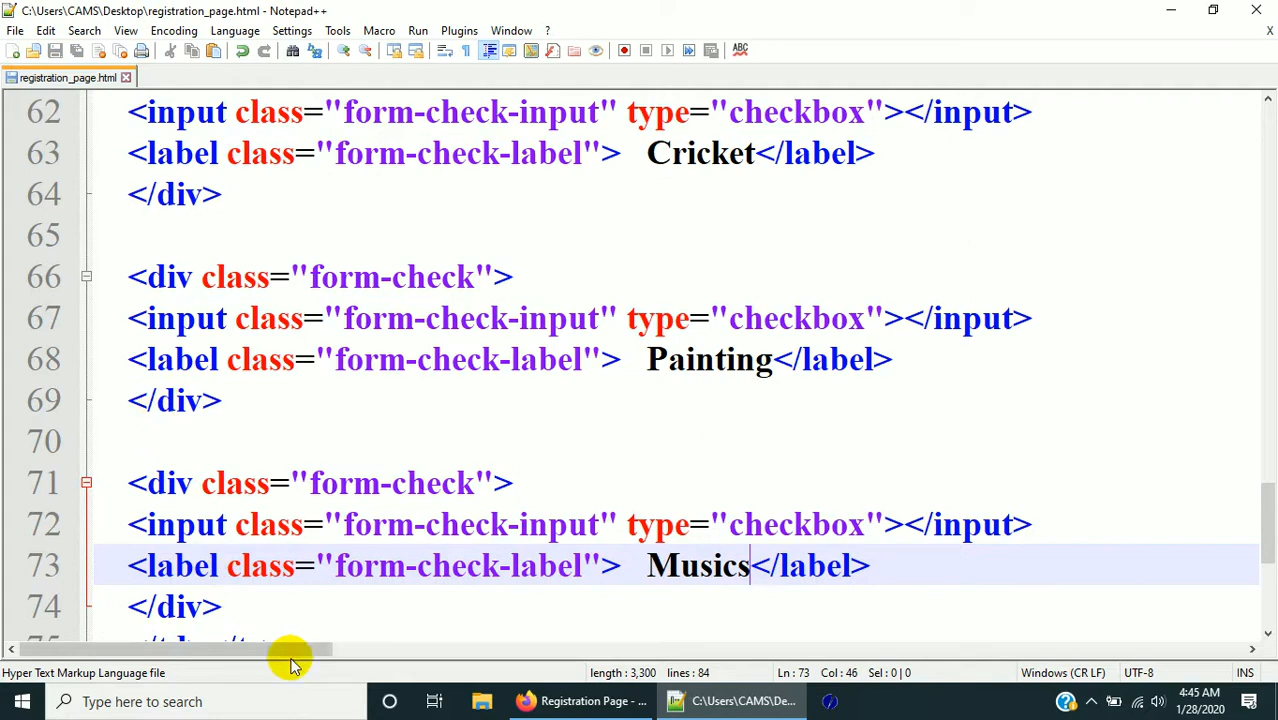 C:\Users\CAMS\Desktop\registration_page.html - Notepad++
File Edit Search View Encoding Language Settings Tools Macro Run Plugins Window ? X
registration_page.html
62 <input class="form-check-input" type="checkbox"></input>
63 <label class="form-check-label"> Cricket</label>
64 </div>
65
66 <div class="form-check">
67 <input class="form-check-input" type="checkbox"></input>
68 <label class="form-check-label"> Painting</label>
69 </div>
70
71 <div class="form-check">
72 <input class="form-check-input" type="checkbox"></input>
73 <label class="form-check-label"> Musics</label>
74 </div>
Hyper Text Markup Language file length : 3,300 lines : 84 Ln : 73 Col : 46 Sel : 0 | 0 Windows (CR LF) UTF-8 INS
Type here to search Registration Page - ... C:\Users\CAMS\De... 4:45 AM
1/28/2020